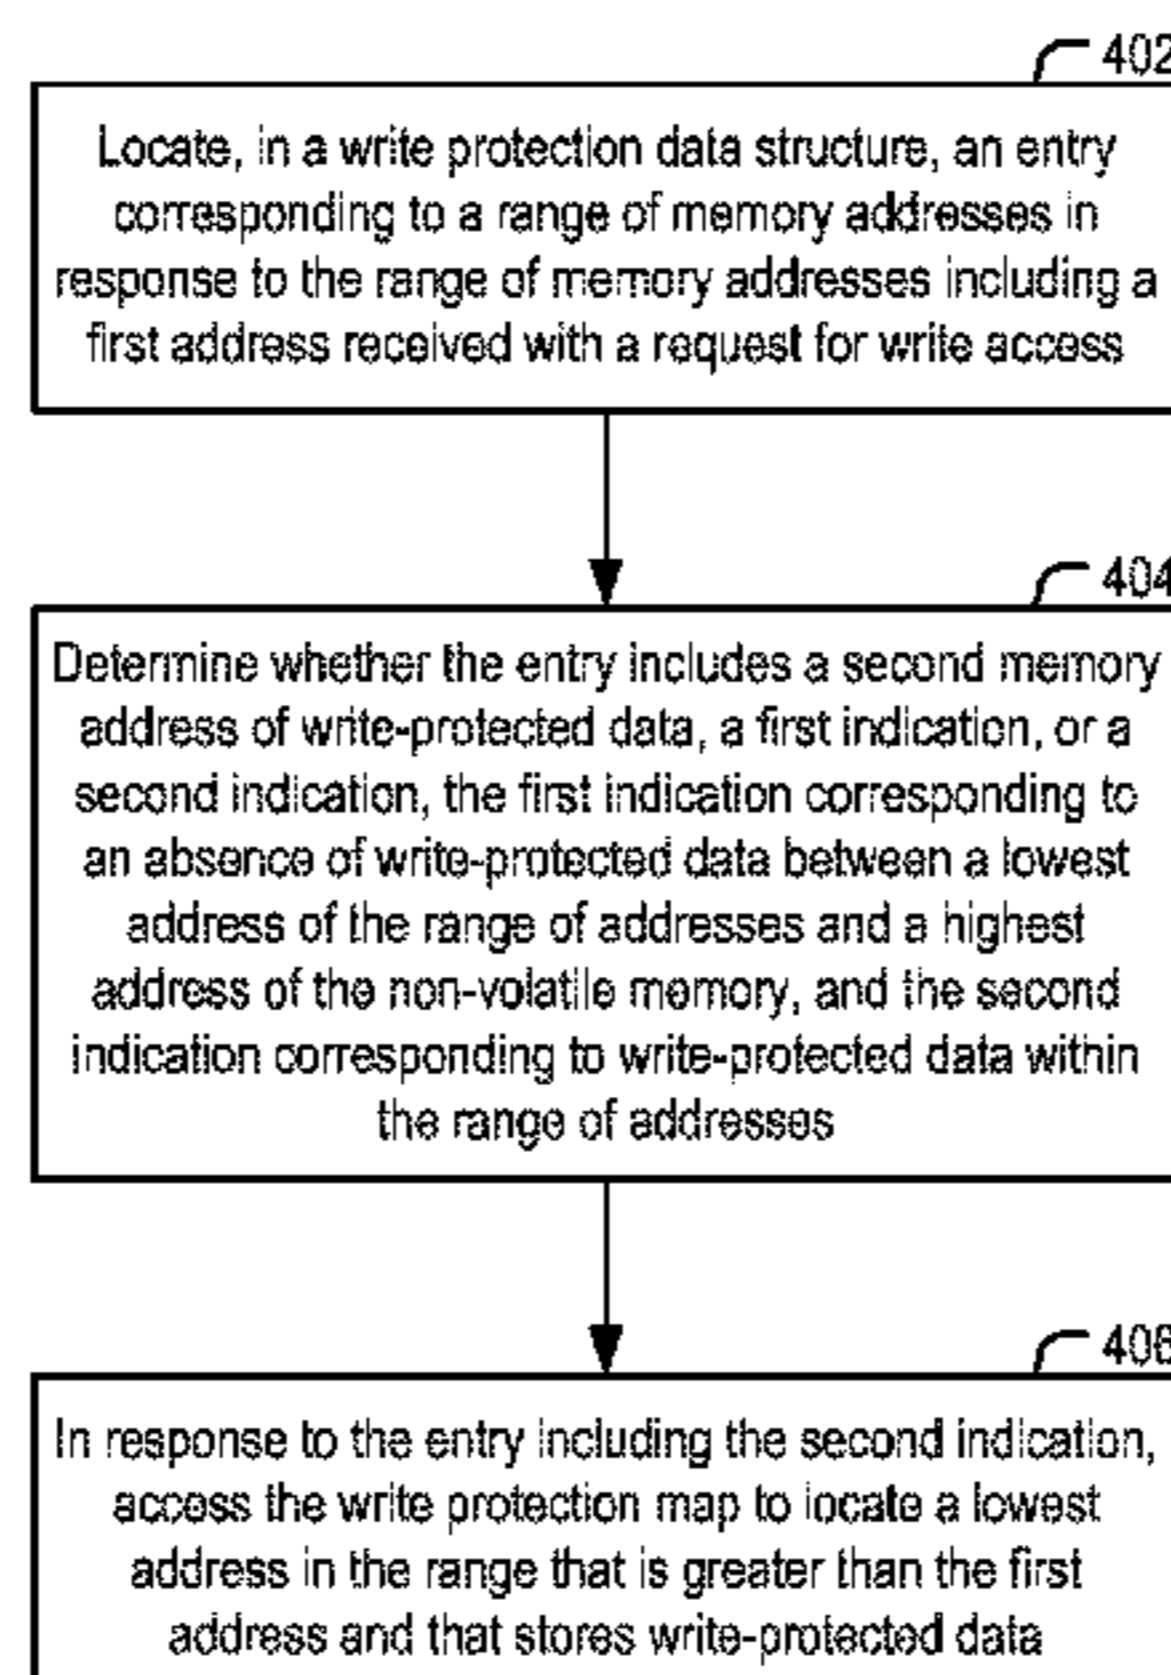 402
Locate, in a write protection data structure, an entry
corresponding to a range of memory addresses in
response to the range of memory addresses including a
first address received with a request for write access
404
Determine whether the entry includes a second memory
address of write-protected data, a first indication, or a
second indication, the first indication corresponding to
an absence of write-protected data between a lowest
address of the range of addresses and a highest
address of the non-volatile memory, and the second
indication corresponding to write-protected data within
the range of addresses
406
In response to the entry including the second indication,
access the write protection map to locate a lowest
address in the range that is greater than the first
address and that stores write-protected data